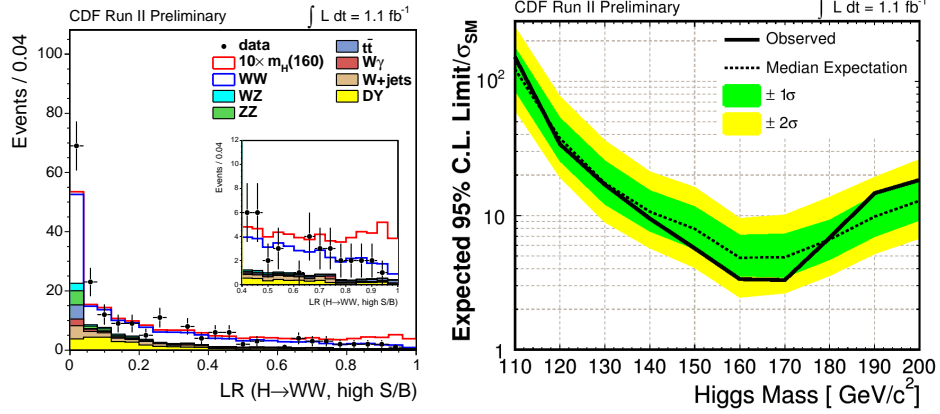 CDF Run II Preliminary
∫ L dt = 1.1 fb⁻¹
Events / 0.04
100
80
60
40
20
0
data
10× m_H(160)
WW
WZ
ZZ
tt̄
Wγ
W+jets
DY
Events / 0.04
12
10
8
6
4
2
0
0.4 0.5 0.6 0.7 0.8 0.9 1
LR (H→WW, high S/B)
0 0.2 0.4 0.6 0.8 1
LR (H→WW, high S/B)
CDF Run II Preliminary
∫ L dt = 1.1 fb⁻¹
Expected 95% C.L. Limit/σ_SM
10²
10
1
Observed
Median Expectation
± 1σ
± 2σ
110 120 130 140 150 160 170 180 190 200
Higgs Mass [ GeV/c²]